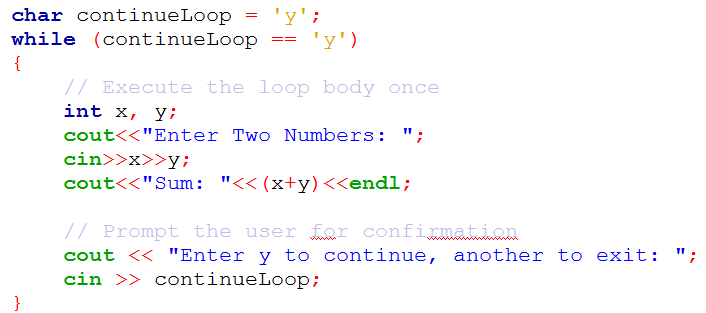 char continueLoop = 'y';
while (continueLoop == 'y')
{
    // Execute the loop body once
    int x, y;
    cout<<"Enter Two Numbers: ";
    cin>>x>>y;
    cout<<"Sum: "<<(x+y)<<endl;

    // Prompt the user for confirmation
    cout << "Enter y to continue, another to exit: ";
    cin >> continueLoop;
}